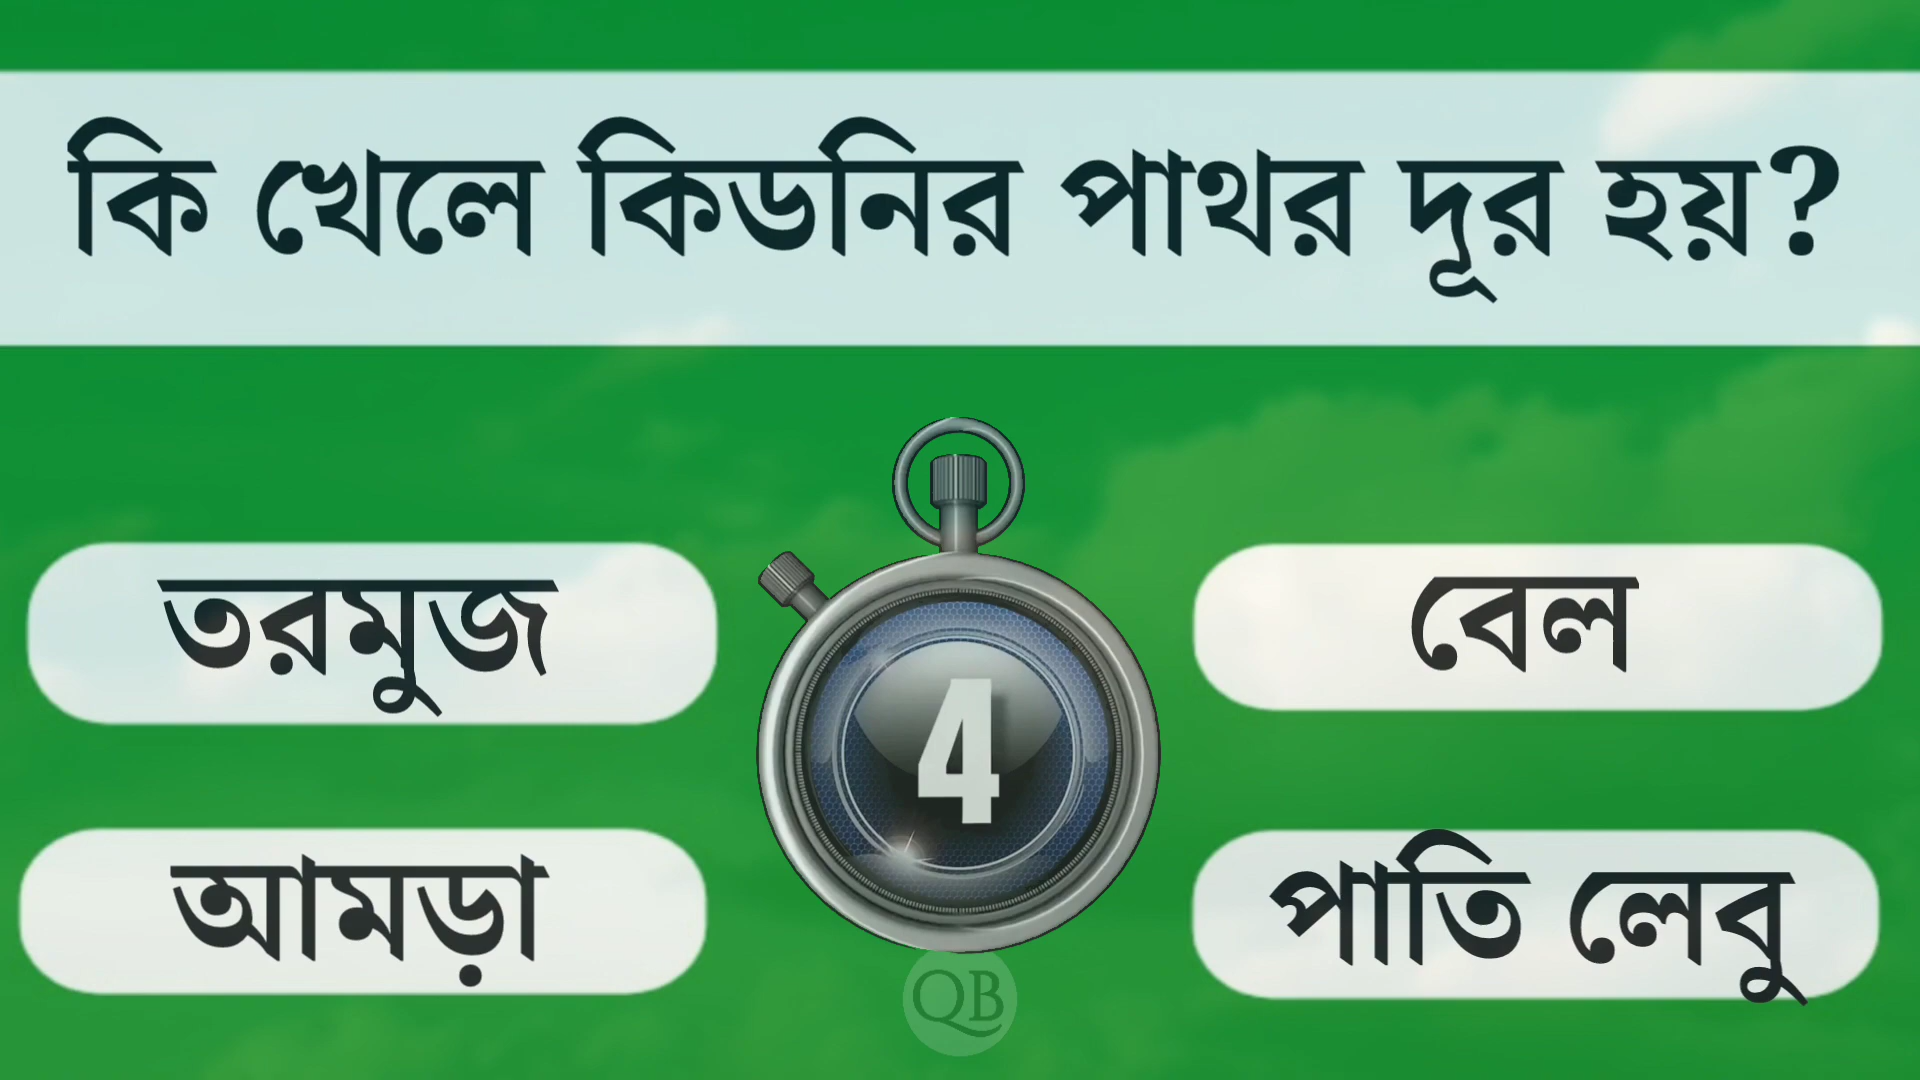 কি খেলে কিডনির পাথর দূর হয়?
তরমুজ
বেল
4
আমড়া
পাতি লেবু
QB